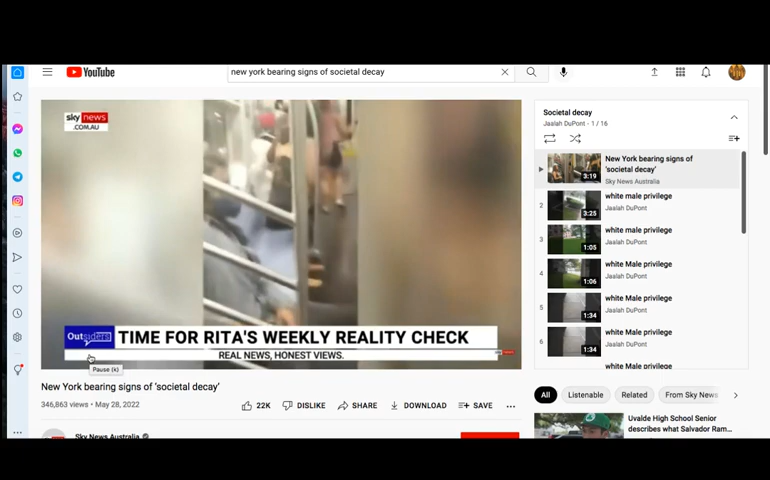 YouTube
new york bearing signs of societal decay
sky news
.COM.AU
Outsiders
TIME FOR RITA'S WEEKLY REALITY CHECK
REAL NEWS, HONEST VIEWS.
sky news
Pause (k)
New York bearing signs of 'societal decay'
346,863 views • May 28, 2022
22K
DISLIKE
SHARE
DOWNLOAD
SAVE
Sky News Australia
Societal decay
Jaalah DuPont - 1 / 16
3:19
New York bearing signs of
'societal decay'
Sky News Australia
2
3:25
white male privilege
Jaalah DuPont
3
1:05
white male privilege
Jaalah DuPont
4
1:06
white Male privilege
Jaalah DuPont
5
1:34
white Male privilege
Jaalah DuPont
6
1:34
white Male privilege
Jaalah DuPont
white Male privilege
All
Listenable
Related
From Sky News
Uvalde High School Senior
describes what Salvador Ram...